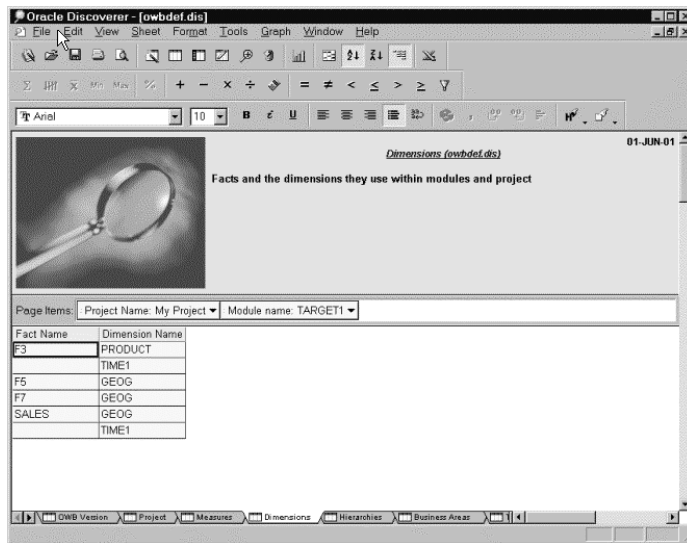 Oracle Discoverer - [owbdef.dis]
File Edit View Sheet Format Tools Graph Window Help
Σ Min Max %
+ - × ÷ = ≠ < ≤ > ≥
Arial 10 B i U
01-JUN-01
Dimensions (owbdef.dis)
Facts and the dimensions they use within modules and project
Page Items: Project Name: My Project Module name: TARGET1
Fact Name Dimension Name
F3 PRODUCT
TIME1
F5 GEOG
F7 GEOG
SALES GEOG
TIME1
OWB Version Project Measures Dimensions Hierarchies Business Areas